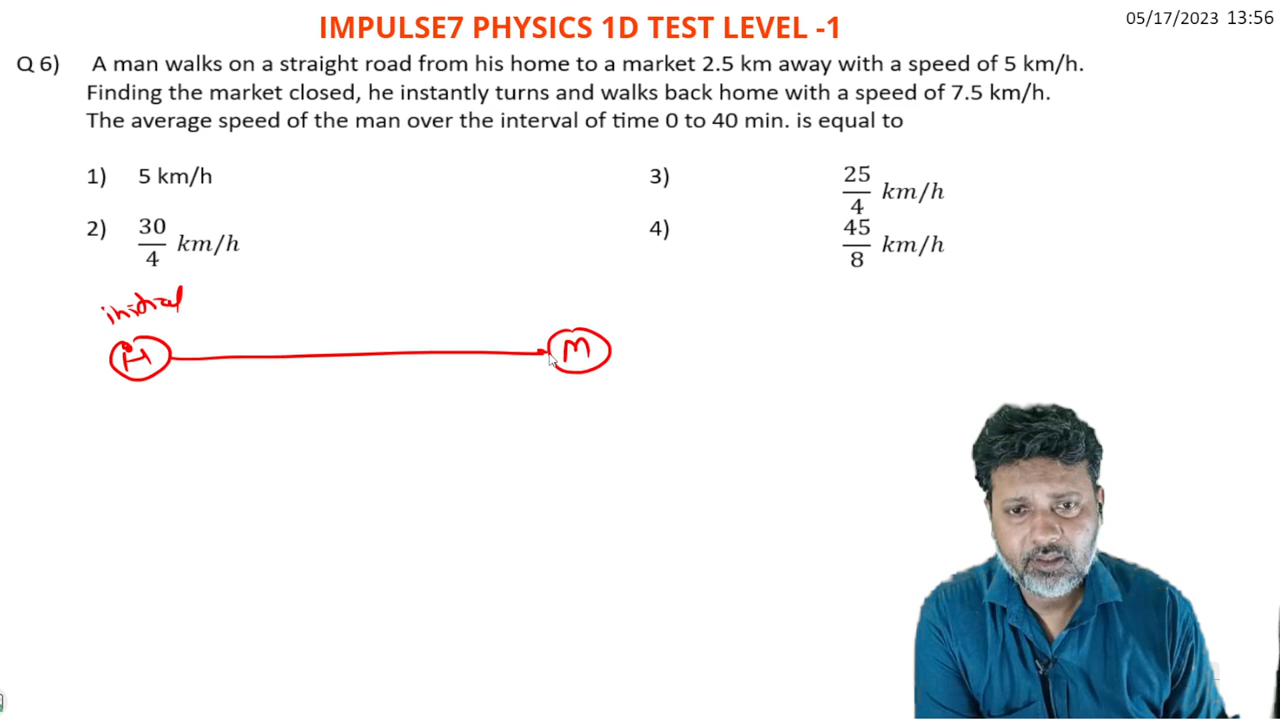 IMPULSE7 PHYSICS 1D TEST LEVEL -1
05/17/2023 13:56
Q 6) A man walks on a straight road from his home to a market 2.5 km away with a speed of 5 km/h.
Finding the market closed, he instantly turns and walks back home with a speed of 7.5 km/h.
The average speed of the man over the interval of time 0 to 40 min. is equal to
1) 5 km/h
3) 25/4 km/h
2) 30/4 km/h
4) 45/8 km/h
initial
H
M